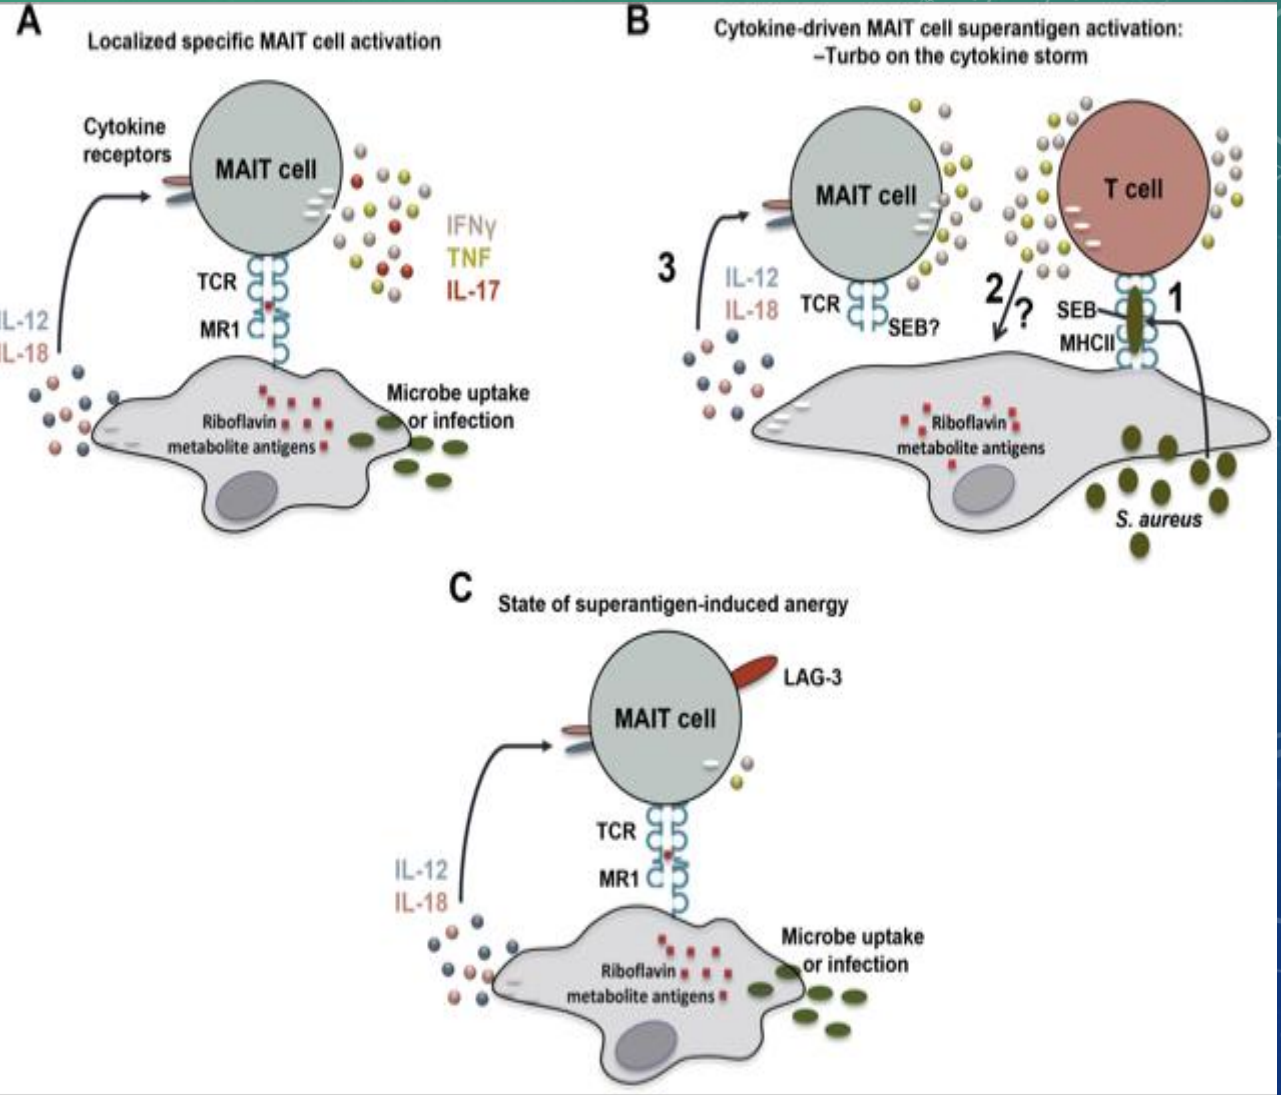 A
Localized specific MAIT cell activation
Cytokine
receptors
MAIT cell
IFNγ
TNF
IL-17
TCR
MR1
IL-12
IL-18
Microbe uptake
or infection
Riboflavin
metabolite antigens
B
Cytokine-driven MAIT cell superantigen activation:
–Turbo on the cytokine storm
MAIT cell
T cell
3
IL-12
IL-18
TCR
SEB?
2
?
SEB
1
MHCII
Riboflavin
metabolite antigens
S. aureus
C
State of superantigen-induced anergy
LAG-3
MAIT cell
TCR
MR1
IL-12
IL-18
Microbe uptake
or infection
Riboflavin
metabolite antigens